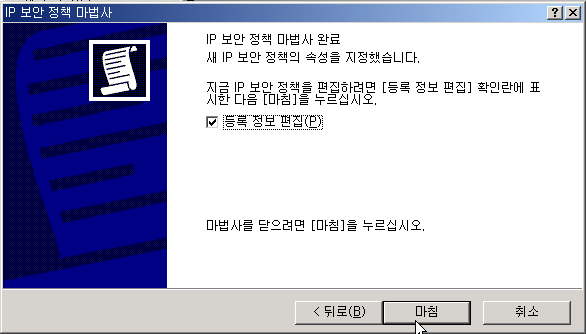 IP 보안 정책 마법사
IP 보안 정책 마법사 완료
새 IP 보안 정책의 속성을 지정했습니다.
지금 IP 보안 정책을 편집하려면 [등록 정보 편집] 확인란에 표
시한 다음 [마침]을 누르십시오.
등록 정보 편집(P)
마법사를 닫으려면 [마침]을 누르십시오.
< 뒤로(B) 마침 취소